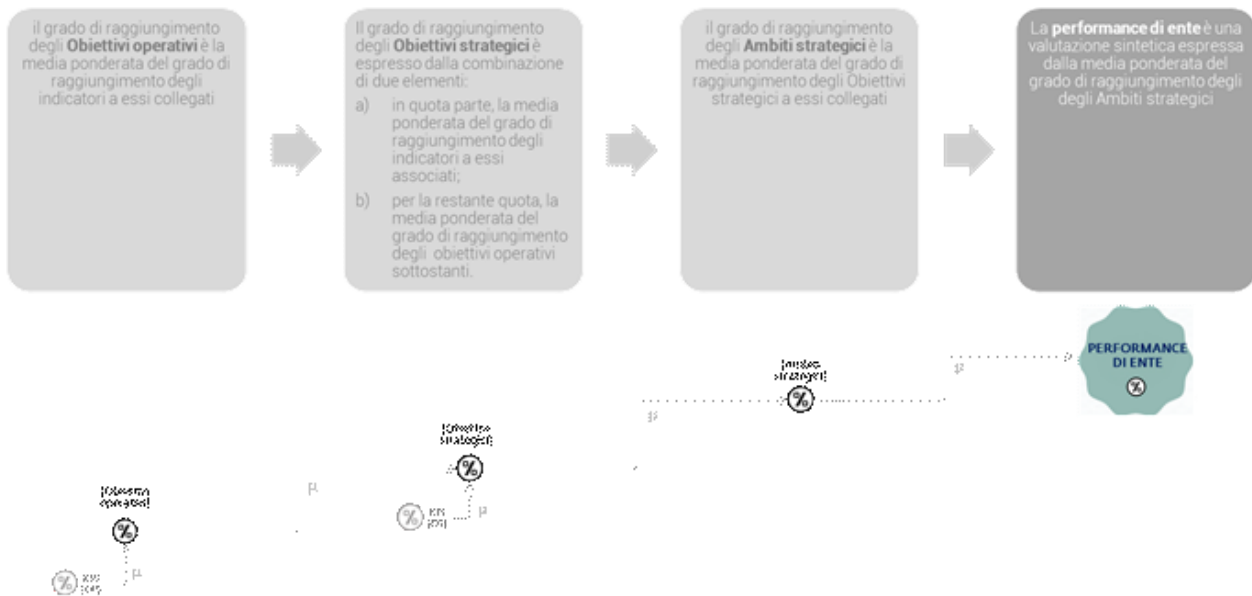 il grado di raggiungimento
degli Obiettivi operativi è la
media ponderata del grado di
raggiungimento degli
indicatori a essi collegati
Il grado di raggiungimento
degli Obiettivi strategici è
espresso dalla combinazione
di due elementi:
a) in quota parte, la media
ponderata del grado di
raggiungimento degli
indicatori a essi
associati;
b) per la restante quota, la
media ponderata del
grado di raggiungimento
degli obiettivi operativi
sottostanti.
il grado di raggiungimento
degli Ambiti strategici è la
media ponderata del grado di
raggiungimento degli Obiettivi
strategici a essi collegati
La performance di ente è una
valutazione sintetica espressa
dalla media ponderata del
grado di raggiungimento degli
degli Ambiti strategici
PERFORMANCE
DI ENTE
%
μ
strategici]
%
μ
strategici]
%
μ
%
μ
%
μ
%